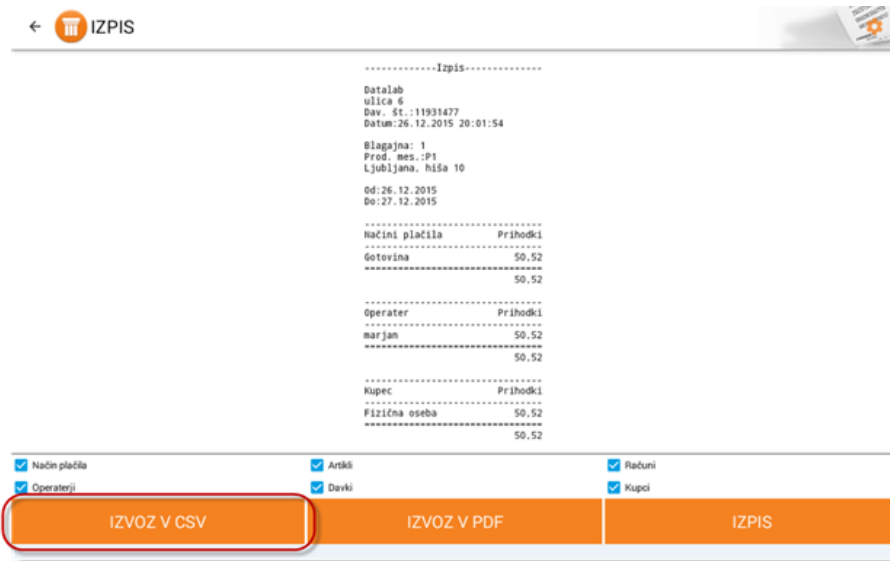 IZPIS
-------------Izpis--------------
Datalab
ulica 6
Dav. št.:11931477
Datum:26.12.2015 20:01:54
Blagajna: 1
Prod. mes.:P1
Ljubljana, hiša 10
Od:26.12.2015
Do:27.12.2015
--------------------------------
Načini plačila Prihodki
--------------------------------
Gotovina 50,52
================================
50,52
--------------------------------
Operater Prihodki
--------------------------------
marjan 50,52
================================
50,52
--------------------------------
Kupec Prihodki
--------------------------------
Fizična oseba 50,52
================================
50,52
Način plačila Artikli Računi
Operaterji Davki Kupci
IZVOZ V CSV IZVOZ V PDF IZPIS